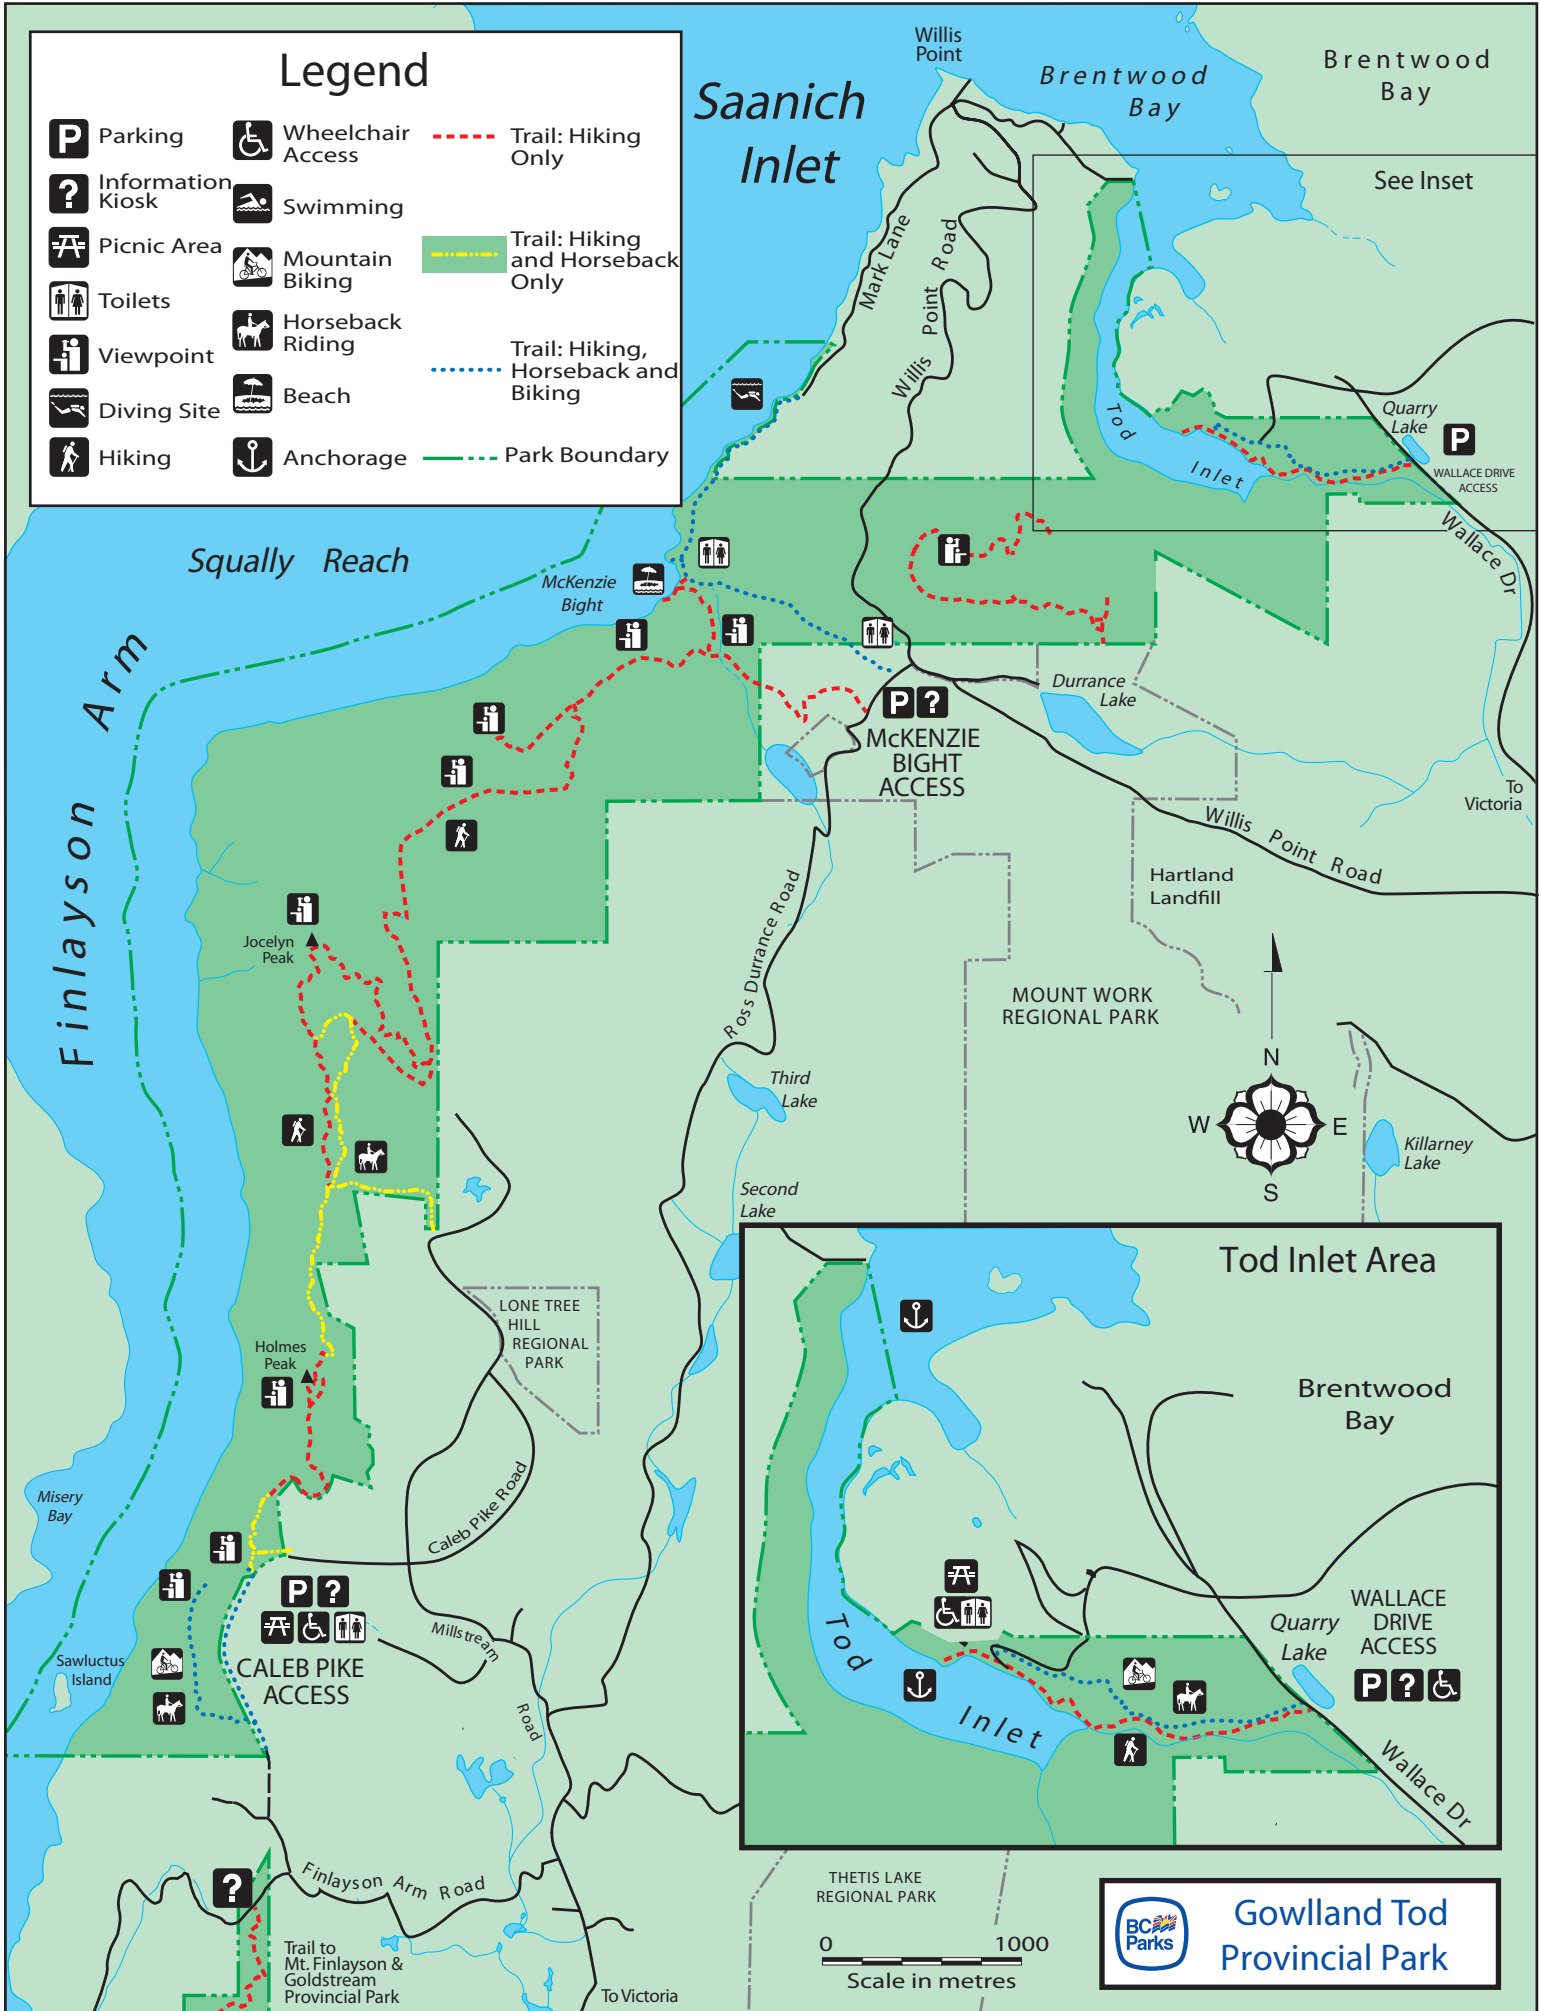 Legend
Parking
Information
Kiosk
Picnic Area
Toilets
Viewpoint
Diving Site
Hiking
Wheelchair
Access
Swimming
Mountain
Biking
Horseback
Riding
Beach
Anchorage
Trail: Hiking
Only
Trail: Hiking
and Horseback
Only
Trail: Hiking,
Horseback and
Biking
Park Boundary
Willis
Point
Saanich
Inlet
Brentwood
Bay
Brentwood
Bay
See Inset
Mark Lane
Willis Point Road
Tod
Inlet
Quarry
Lake
P
WALLACE DRIVE
ACCESS
Wallace Dr
Squally Reach
McKenzie
Bight
Finlayson Arm
P ?
McKENZIE
BIGHT
ACCESS
Durrance
Lake
To
Victoria
Willis Point Road
Hartland
Landfill
Jocelyn
Peak
Ross Durrance Road
MOUNT WORK
REGIONAL PARK
N
W E
S
Third
Lake
Killarney
Lake
Second
Lake
LONE TREE
HILL
REGIONAL
PARK
Holmes
Peak
Misery
Bay
Caleb Pike Road
P ?
CALEB PIKE
ACCESS
Sawluctus
Island
Millstream
Road
Tod Inlet Area
Brentwood
Bay
Tod
Inlet
Quarry
Lake
WALLACE
DRIVE
ACCESS
P ?
Wallace Dr
?
Finlayson Arm Road
Trail to
Mt. Finlayson &
Goldstream
Provincial Park
To Victoria
THETIS LAKE
REGIONAL PARK
0 1000
Scale in metres
BC
Parks
Gowlland Tod
Provincial Park